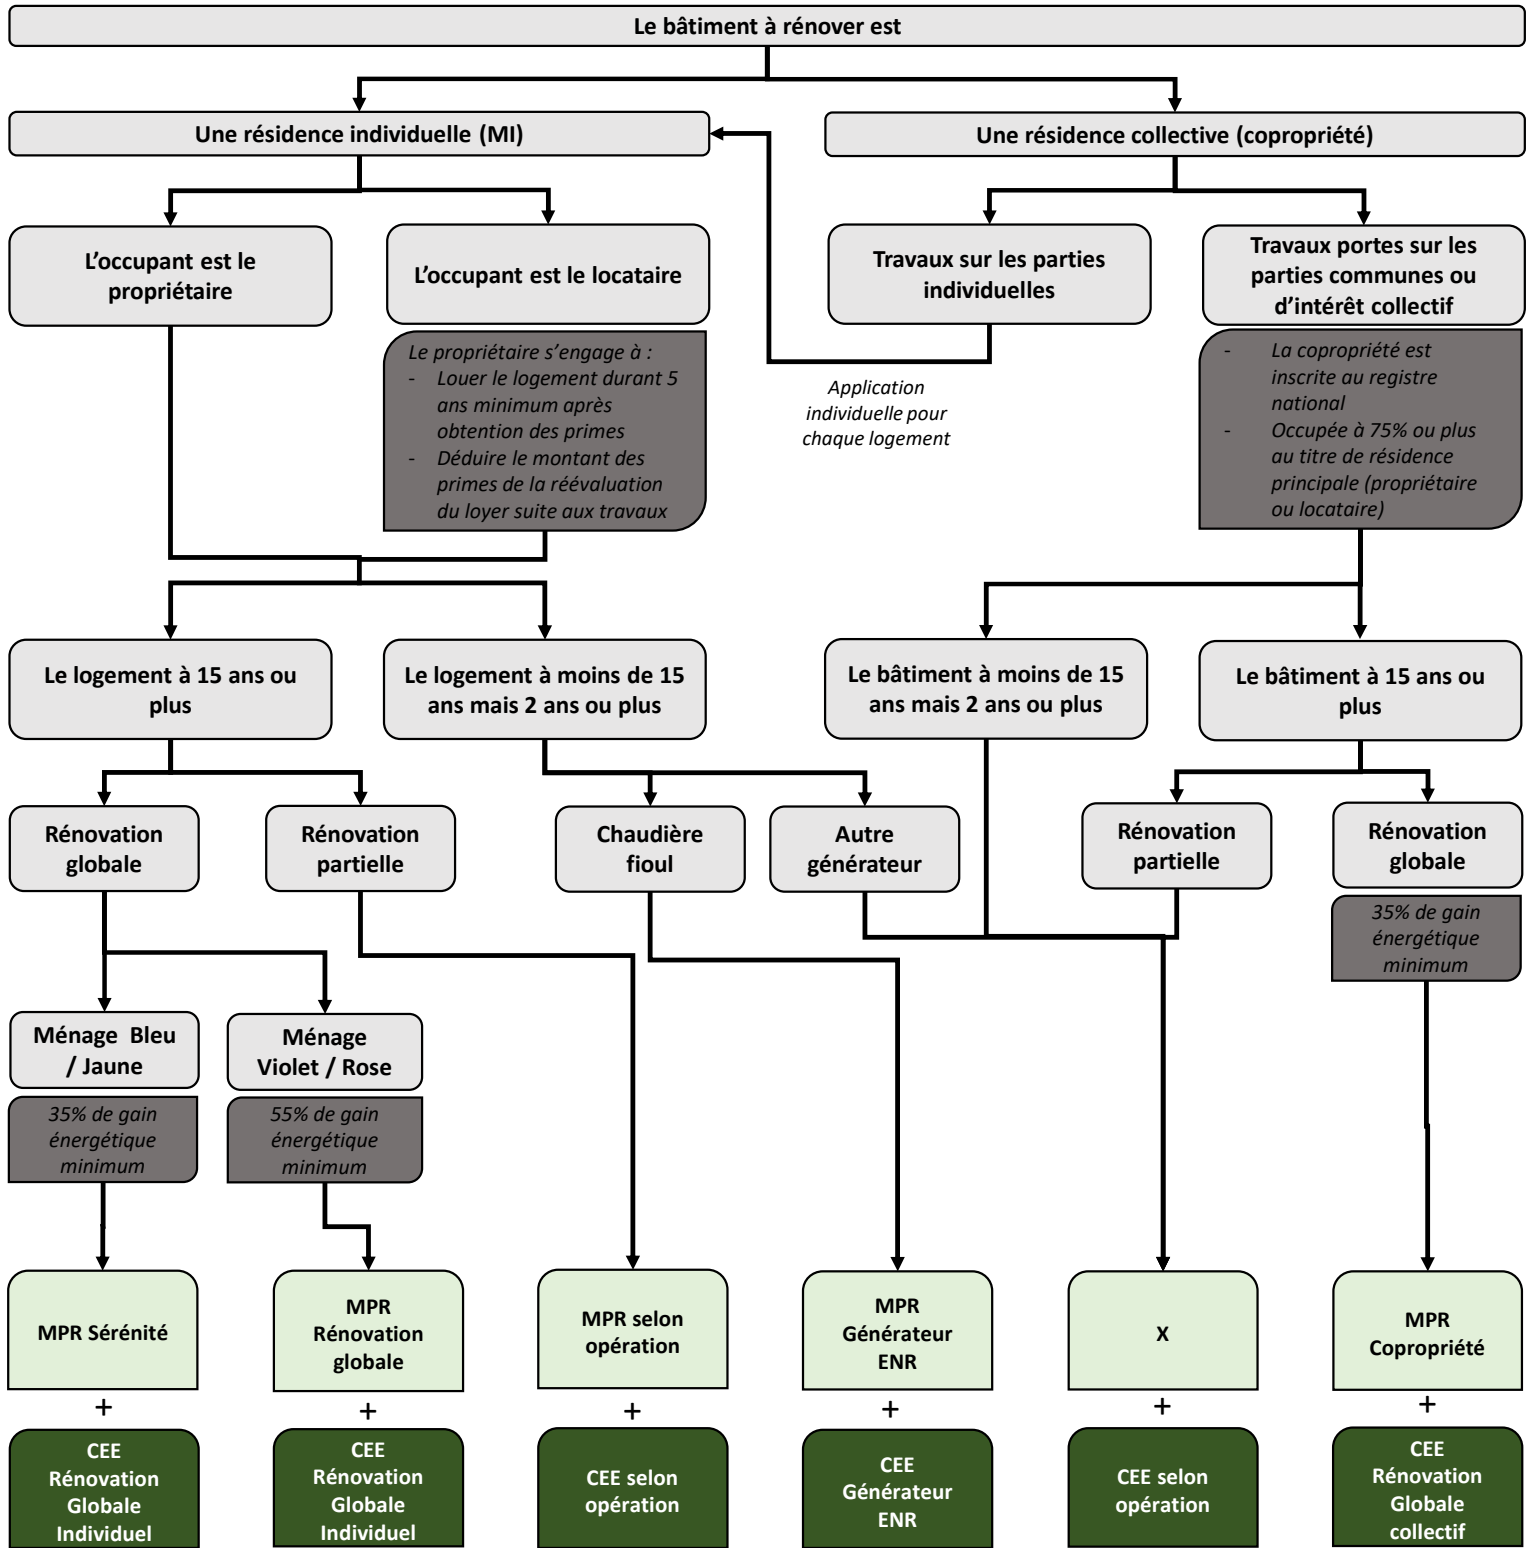 Le bâtiment à rénover est
Une résidence individuelle (MI)
Une résidence collective (copropriété)
L'occupant est le
propriétaire
L'occupant est le locataire
Travaux sur les parties
individuelles
Travaux portes sur les
parties communes ou
d'intérêt collectif
Le propriétaire s'engage à :
- Louer le logement durant 5
ans minimum après
obtention des primes
- Déduire le montant des
primes de la réévaluation
du loyer suite aux travaux
Application
individuelle pour
chaque logement
- La copropriété est
inscrite au registre
national
- Occupée à 75% ou plus
au titre de résidence
principale (propriétaire
ou locataire)
Le logement à 15 ans ou
plus
Le logement à moins de 15
ans mais 2 ans ou plus
Le bâtiment à moins de 15
ans mais 2 ans ou plus
Le bâtiment à 15 ans ou
plus
Rénovation
globale
Rénovation
partielle
Chaudière
fioul
Autre
générateur
Rénovation
partielle
Rénovation
globale
35% de gain
énergétique
minimum
Ménage Bleu
/ Jaune
Ménage
Violet / Rose
35% de gain
énergétique
minimum
55% de gain
énergétique
minimum
MPR Sérénité
MPR
Rénovation
globale
MPR selon
opération
MPR
Générateur
ENR
X
MPR
Copropriété
+
+
+
+
+
+
CEE
Rénovation
Globale
Individuel
CEE
Rénovation
Globale
Individuel
CEE selon
opération
CEE
Générateur
ENR
CEE selon
opération
CEE
Rénovation
Globale
collectif